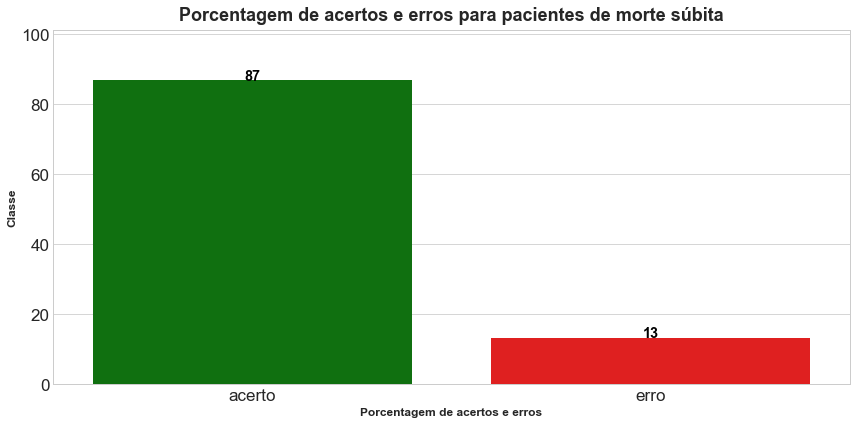 Porcentagem de acertos e erros para pacientes de morte súbita
100
80
60
40
20
0
Classe
87
13
acerto
erro
Porcentagem de acertos e erros